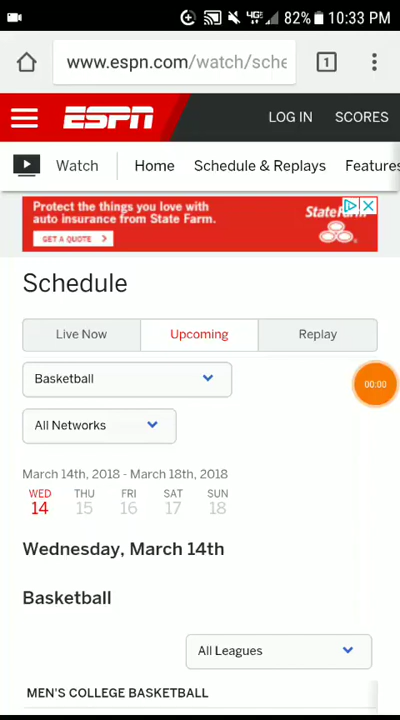 4G 82% 10:33 PM
www.espn.com/watch/sche
1
ESPN
LOG IN
SCORES
Watch
Home
Schedule & Replays
Features
Protect the things you love with
auto insurance from State Farm.
GET A QUOTE
State Farm
Schedule
Live Now
Upcoming
Replay
Basketball
00:00
All Networks
March 14th, 2018 - March 18th, 2018
WED THU FRI SAT SUN
14 15 16 17 18
Wednesday, March 14th
Basketball
All Leagues
MEN'S COLLEGE BASKETBALL